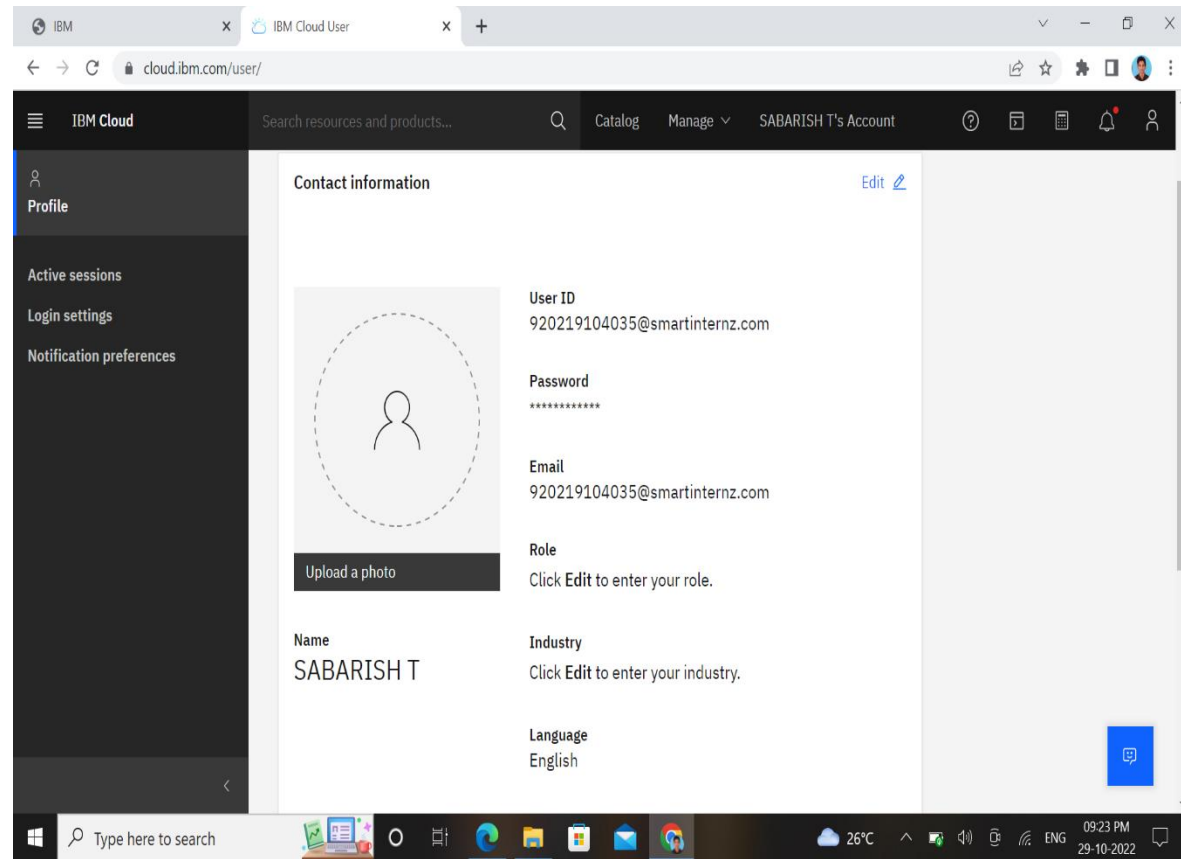 IBM
IBM Cloud User
cloud.ibm.com/user/
IBM Cloud
Search resources and products...
Catalog
Manage
SABARISH T's Account
Profile
Active sessions
Login settings
Notification preferences
Contact information
Edit
User ID
920219104035@smartinternz.com
Password
************
Email
920219104035@smartinternz.com
Role
Click Edit to enter your role.
Upload a photo
Name
SABARISH T
Industry
Click Edit to enter your industry.
Language
English
Type here to search
26°C
ENG
09:23 PM
29-10-2022